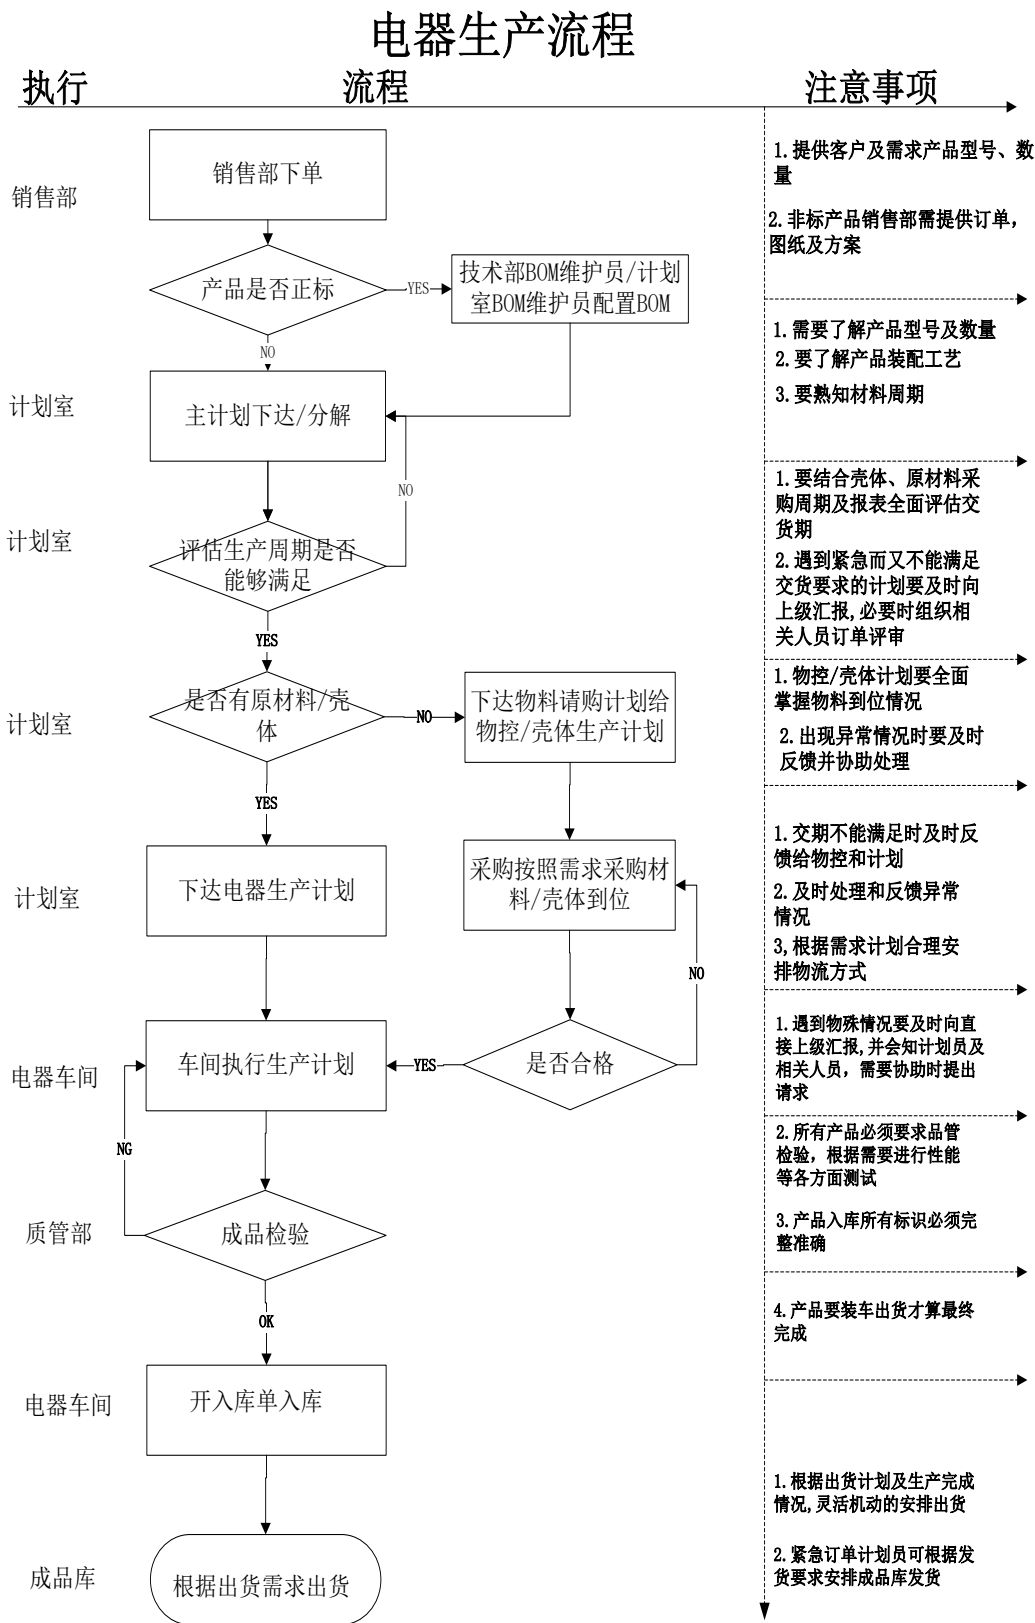 电器生产流程
执行
流程
注意事项
销售部
销售部下单
1.提供客户及需求产品型号、数
量
2.非标产品销售部需提供订单，
图纸及方案
产品是否正标
YES
技术部BOM维护员/计划
室BOM维护员配置BOM
NO
1.需要了解产品型号及数量
2.要了解产品装配工艺
3.要熟知材料周期
计划室
主计划下达/分解
NO
计划室
评估生产周期是否
能够满足
1.要结合壳体、原材料采
购周期及报表全面评估交
货期
2.遇到紧急而又不能满足
交货要求的计划要及时向
上级汇报,必要时组织相
关人员订单评审
YES
计划室
是否有原材料/壳
体
NO
下达物料请购计划给
物控/壳体生产计划
1.物控/壳体计划要全面
掌握物料到位情况
2.出现异常情况时要及时
反馈并协助处理
YES
计划室
下达电器生产计划
采购按照需求采购材
料/壳体到位
1.交期不能满足时及时反
馈给物控和计划
2.及时处理和反馈异常
情况
3,根据需求计划合理安
排物流方式
NO
电器车间
车间执行生产计划
YES
是否合格
1.遇到物殊情况要及时向直
接上级汇报,并会知计划员及
相关人员，需要协助时提出
请求
NG
2.所有产品必须要求品管
检验，根据需要进行性能
等各方面测试
3.产品入库所有标识必须完
整准确
质管部
成品检验
OK
4.产品要装车出货才算最终
完成
电器车间
开入库单入库
1.根据出货计划及生产完成
情况,灵活机动的安排出货
2.紧急订单计划员可根据发
货要求安排成品库发货
成品库
根据出货需求出货